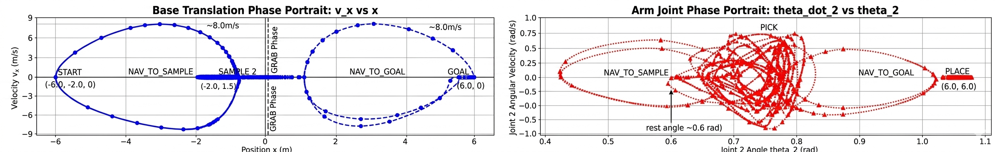 Base Translation Phase Portrait: v_x vs x
Velocity vₓ (m/s)
9
6
3
0
−3
−6
−9
~8.0m/s
~8.0m/s
GRAB Phase
START
NAV_TO_SAMPLE
SAMPLE 2
NAV_TO_GOAL
GOAL
(-6.0, -2.0, 0)
(-2.0, 1.5)
(6.0, 0)
GRAB Phase
−6
−4
−2
0
2
4
6
Position x (m)
Arm Joint Phase Portrait: theta_dot_2 vs theta_2
Joint 2 Angular Velocity (rad/s)
1.0
0.75
0.5
0.25
0.0
−0.5
−0.0
−0.5
−1.0
PICK
NAV_TO_SAMPLE
NAV_TO_GOAL
PLACE
(6.0, 6.0)
rest angle ~0.6 rad)
0.4
0.5
0.6
0.7
0.8
0.9
1.0
1.1
Joint 2 Angle theta_2 (rad)